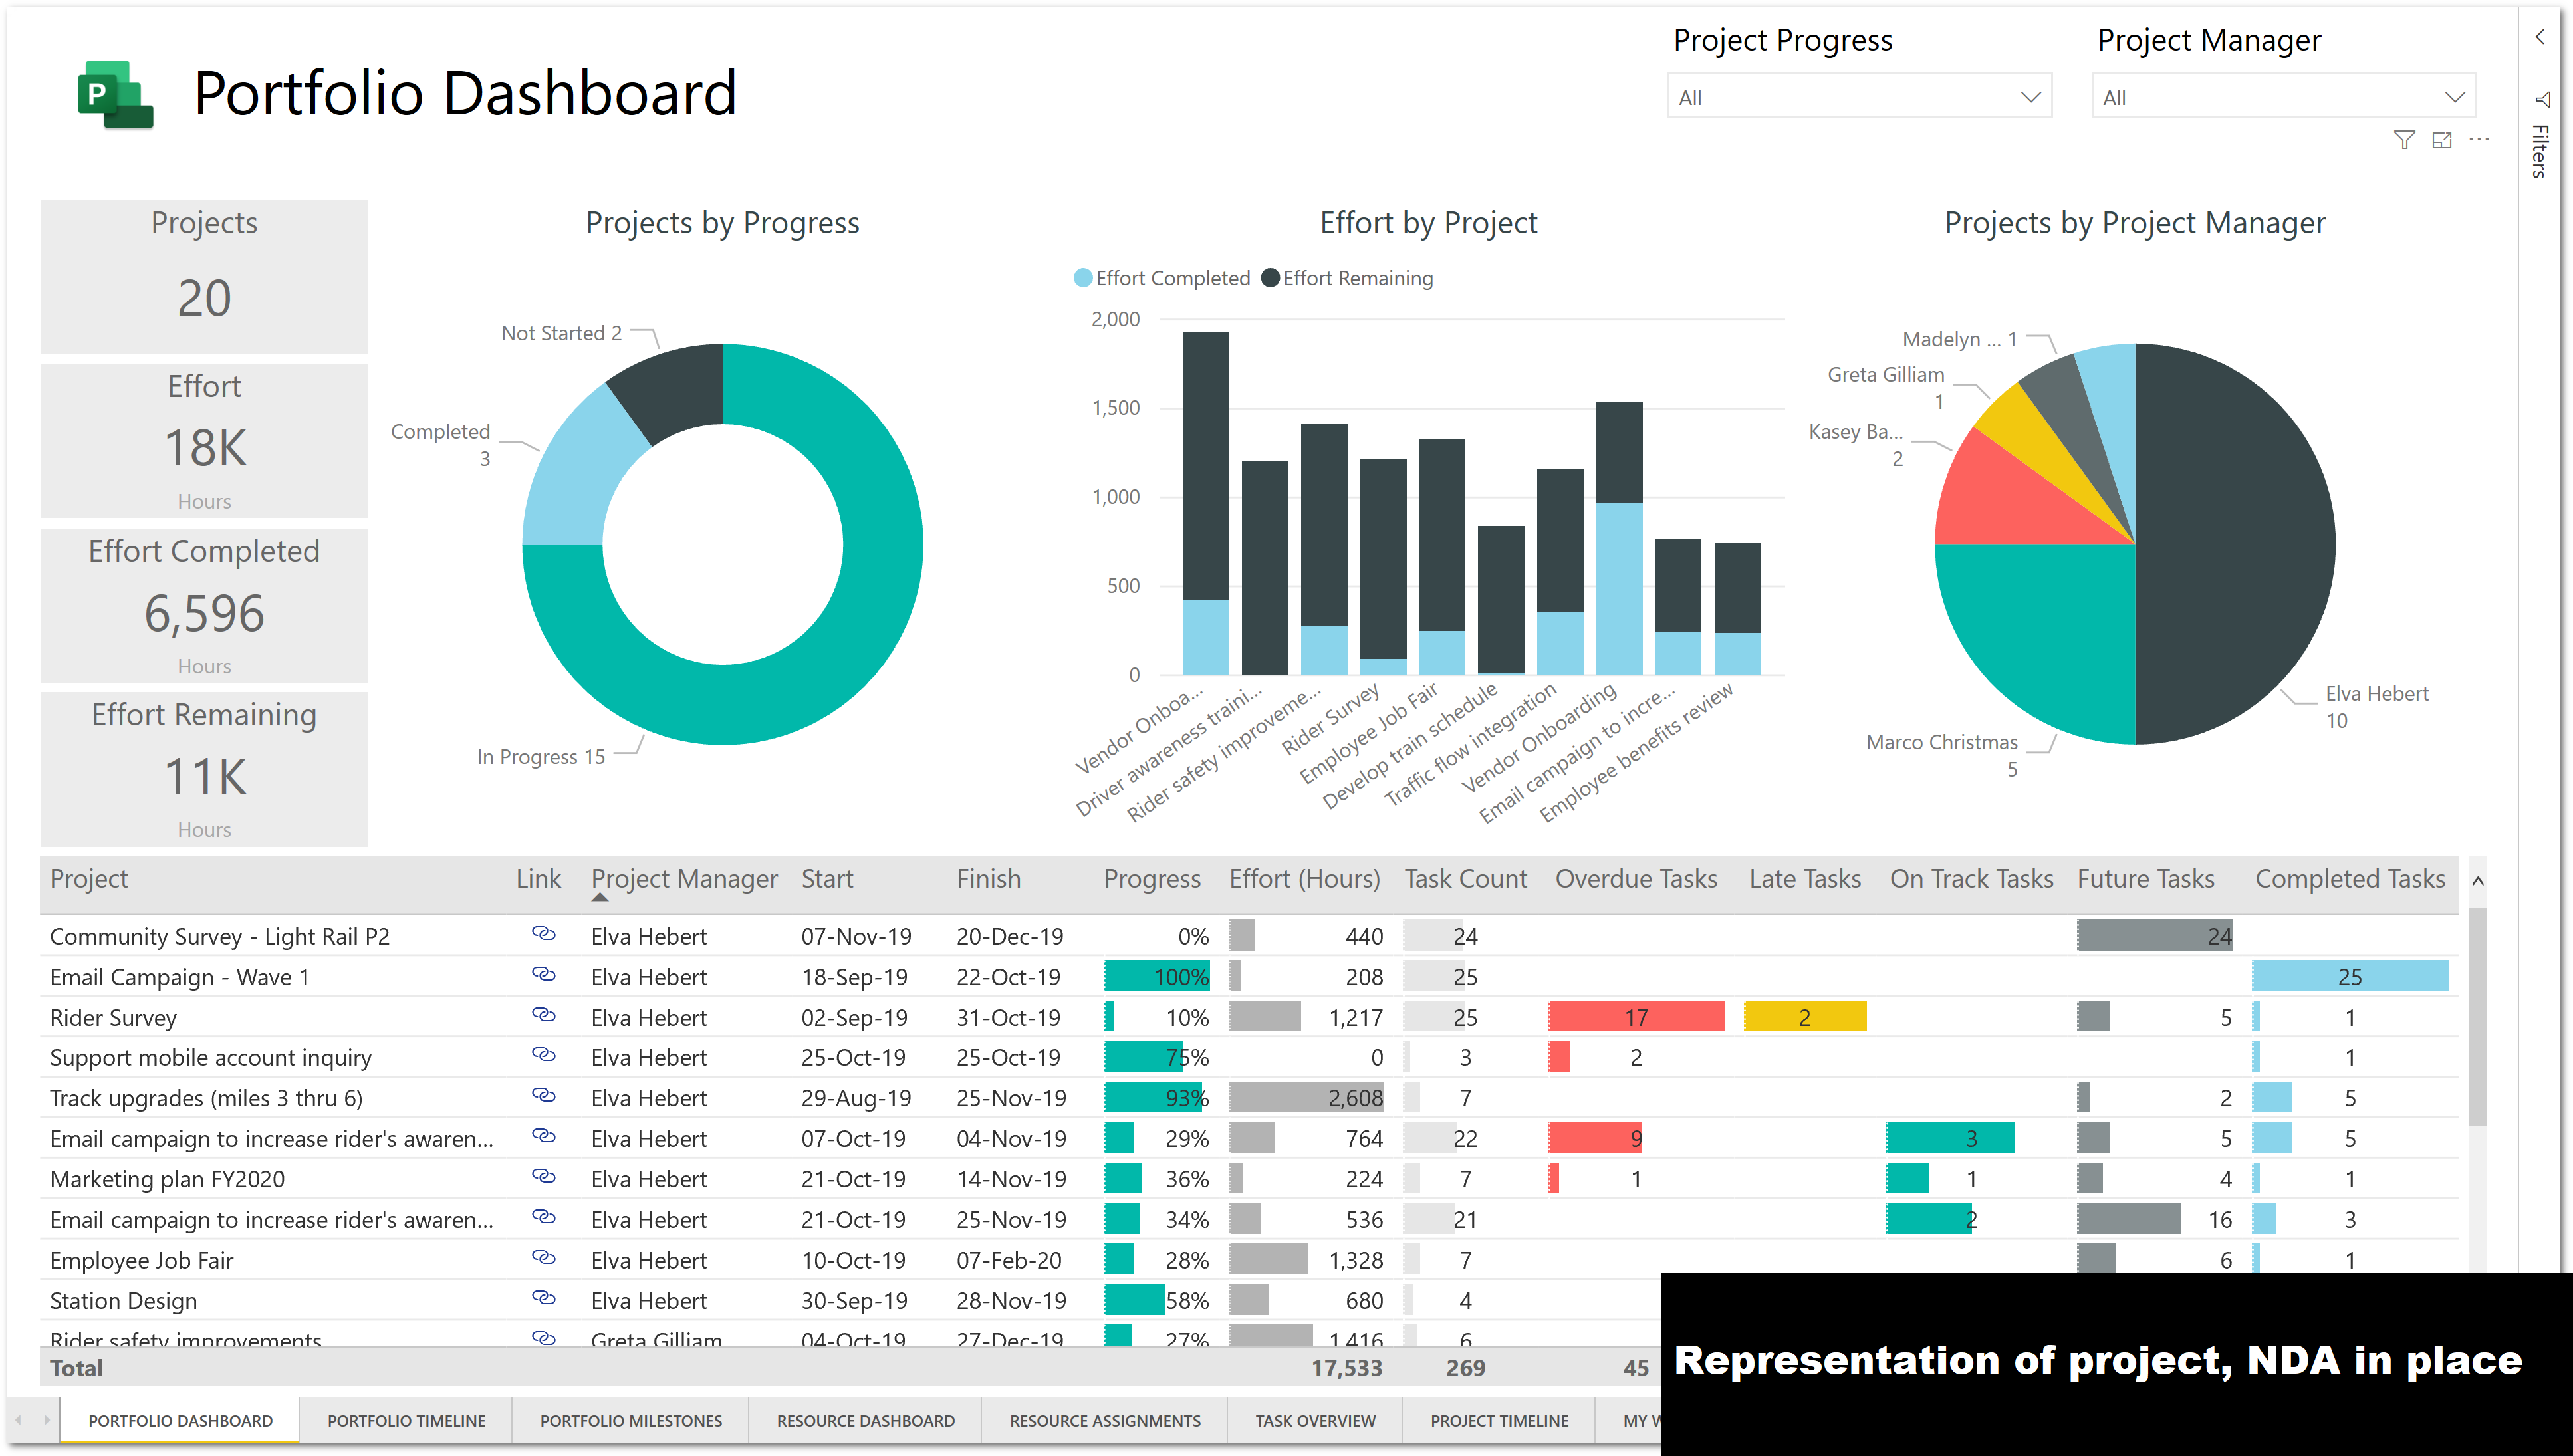 Project Progress
Project Manager
All
All
P
Portfolio Dashboard
Filters
Projects
20
Effort
18K
Hours
Effort Completed
6,596
Hours
Effort Remaining
11K
Hours
Projects by Progress
Not Started 2
Completed
3
In Progress 15
Effort by Project
Effort Completed Effort Remaining
2,000
1,500
1,000
500
0
Vendor Onboa...
Driver awareness traini...
Rider safety improveme...
Rider Survey
Employee Job Fair
Develop train schedule
Traffic flow integration
Vendor Onboarding
Email campaign to incre...
Employee benefits review
Projects by Project Manager
Madelyn ... 1
Greta Gilliam
1
Kasey Ba...
2
Marco Christmas
5
Elva Hebert
10
Project Link Project Manager Start Finish Progress Effort (Hours) Task Count Overdue Tasks Late Tasks On Track Tasks Future Tasks Completed Tasks
Community Survey - Light Rail P2 Elva Hebert 07-Nov-19 20-Dec-19 0% 440 24 24
Email Campaign - Wave 1 Elva Hebert 18-Sep-19 22-Oct-19 100% 208 25 25
Rider Survey Elva Hebert 02-Sep-19 31-Oct-19 10% 1,217 25 17 2 5 1
Support mobile account inquiry Elva Hebert 25-Oct-19 25-Oct-19 75% 0 3 2 1
Track upgrades (miles 3 thru 6) Elva Hebert 29-Aug-19 25-Nov-19 93% 2,608 7 2 5
Email campaign to increase rider's awaren... Elva Hebert 07-Oct-19 04-Nov-19 29% 764 22 9 3 5 5
Marketing plan FY2020 Elva Hebert 21-Oct-19 14-Nov-19 36% 224 7 1 1 4 1
Email campaign to increase rider's awaren... Elva Hebert 21-Oct-19 25-Nov-19 34% 536 21 2 16 3
Employee Job Fair Elva Hebert 10-Oct-19 07-Feb-20 28% 1,328 7 6 1
Station Design Elva Hebert 30-Sep-19 28-Nov-19 58% 680 4
Rider safety improvements Greta Gilliam 04-Oct-19 27-Dec-19 27% 1,416 6
Total 17,533 269 45
Representation of project, NDA in place
PORTFOLIO DASHBOARD PORTFOLIO TIMELINE PORTFOLIO MILESTONES RESOURCE DASHBOARD RESOURCE ASSIGNMENTS TASK OVERVIEW PROJECT TIMELINE MY